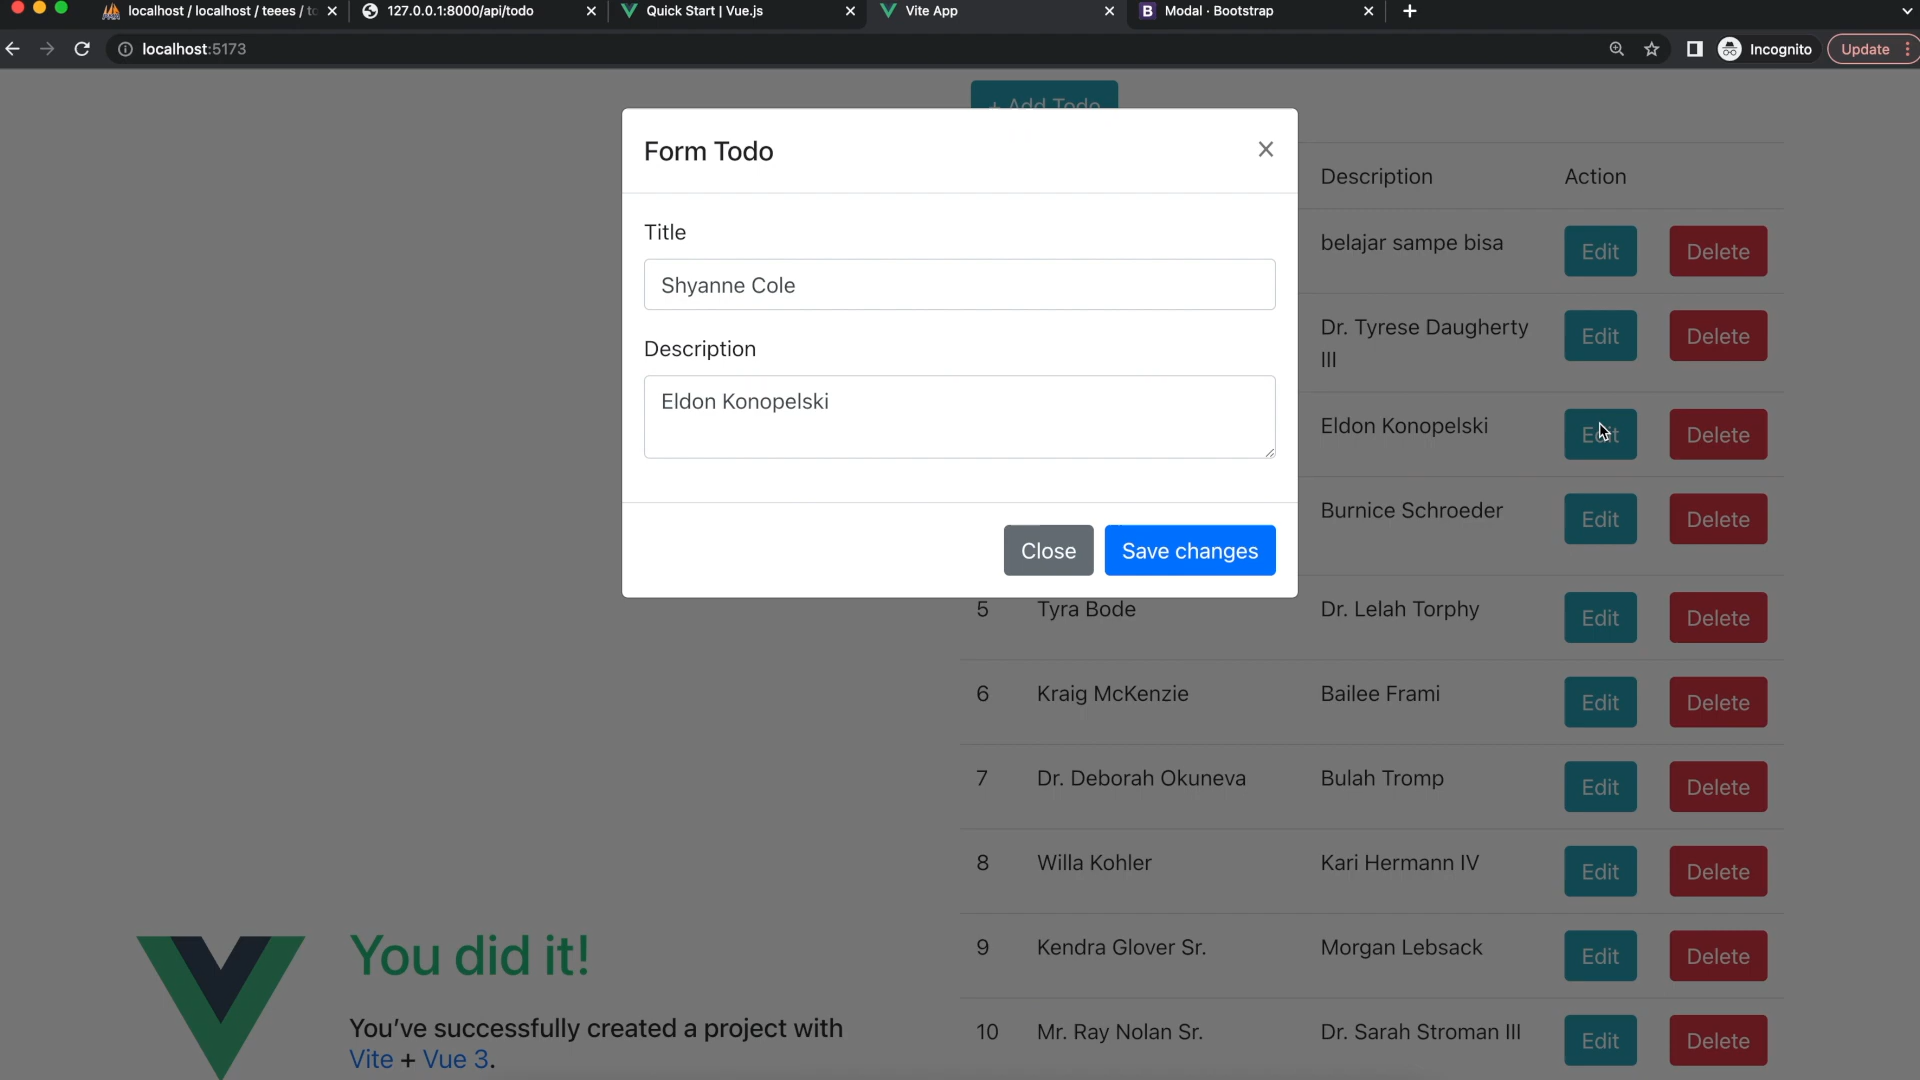 localhost / localhost / teees / to
127.0.0.1:8000/api/todo
Quick Start | Vue.js
Vite App
B Modal · Bootstrap
localhost:5173
Incognito
Update
+ Add Todo
Form Todo
Title
Shyanne Cole
Description
Eldon Konopelski
Close Save changes
Description Action
belajar sampe bisa Edit Delete
Dr. Tyrese Daugherty
III
Edit Delete
Eldon Konopelski Edit Delete
Burnice Schroeder Edit Delete
5 Tyra Bode Dr. Lelah Torphy Edit Delete
6 Kraig McKenzie Bailee Frami Edit Delete
7 Dr. Deborah Okuneva Bulah Tromp Edit Delete
8 Willa Kohler Kari Hermann IV Edit Delete
9 Kendra Glover Sr. Morgan Lebsack Edit Delete
10 Mr. Ray Nolan Sr. Dr. Sarah Stroman III Edit Delete
You did it!
You've successfully created a project with
Vite + Vue 3.